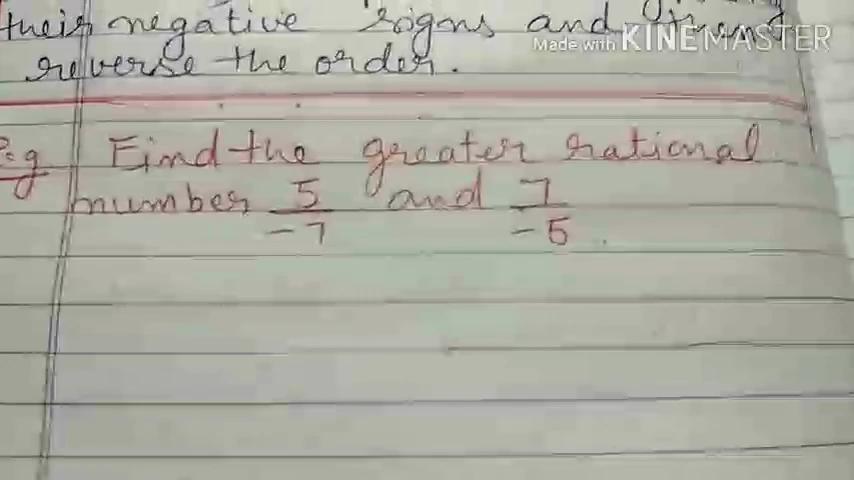 their negative signs and then
reverse the order.
Made with KINEMASTER
e.g Find the greater rational
number 5/-7 and 7/-5.